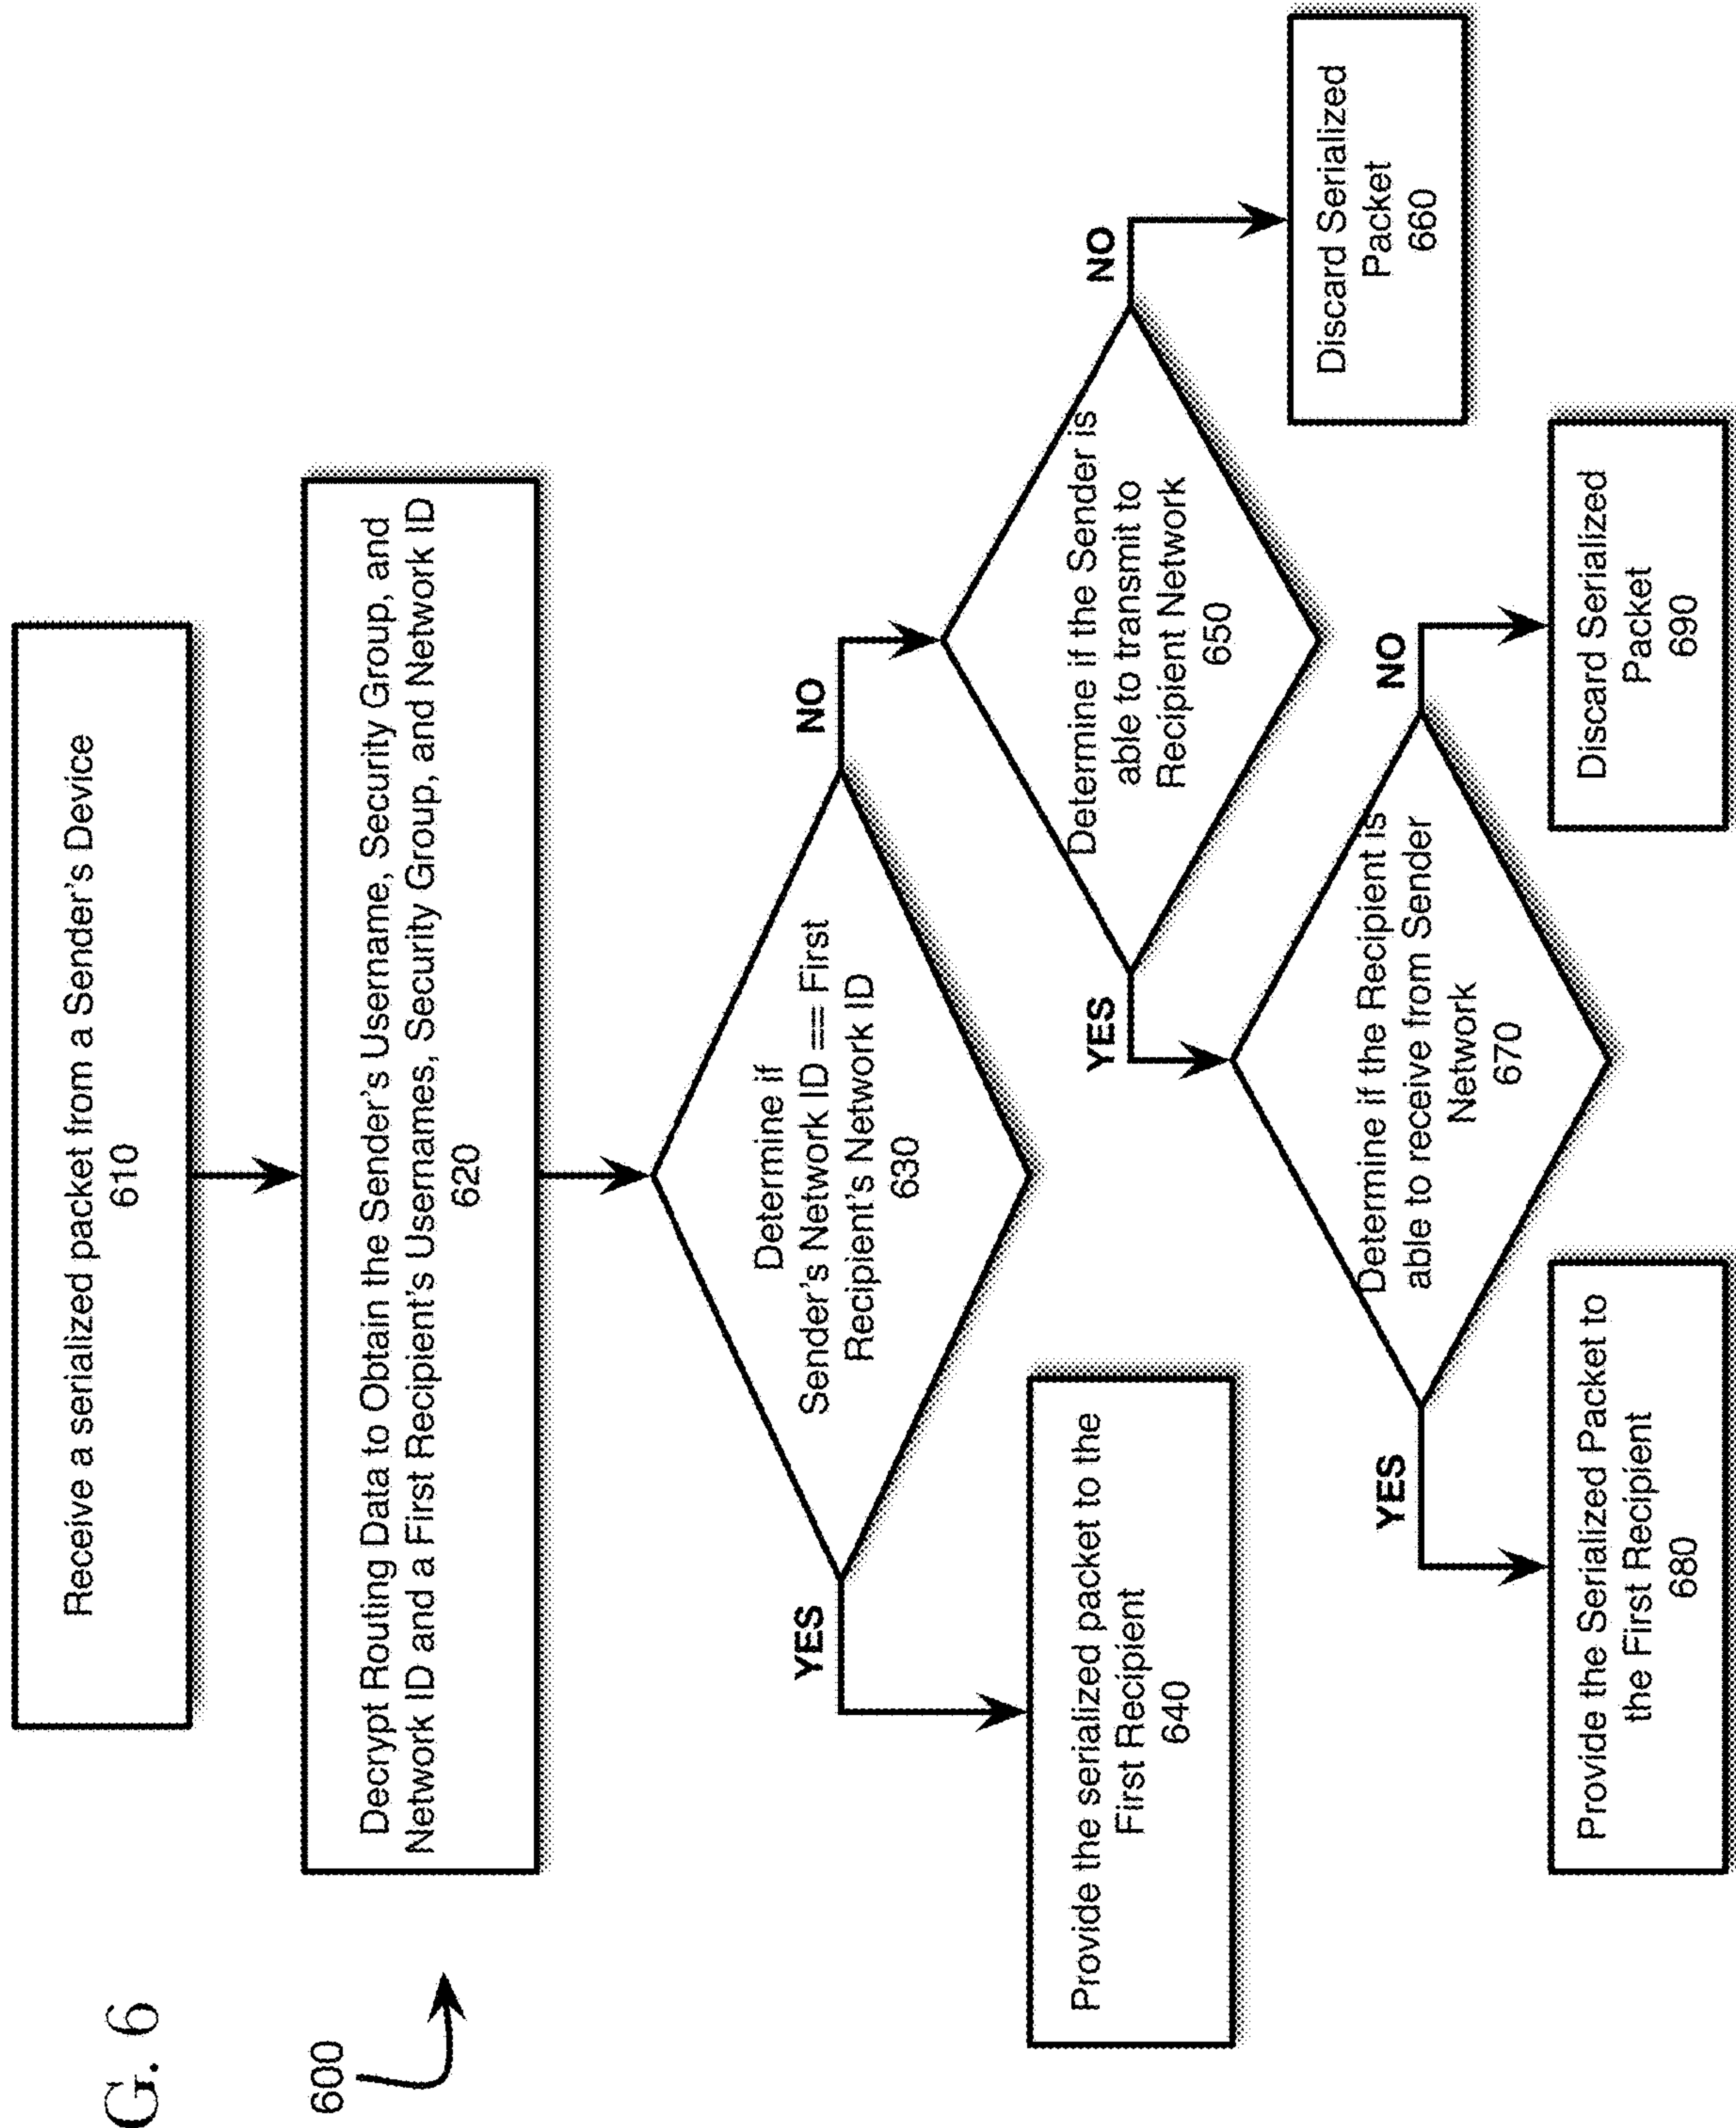 G. 6
600
Receive a serialized packet from a Sender's Device
610
Decrypt Routing Data to Obtain the Sender's Username, Security Group, and
Network ID and a First Recipient's Usernames, Security Group, and Network ID
620
Determine if
Sender's Network ID == First
Recipient's Network ID
630
YES
NO
Provide the serialized packet to the
First Recipient
640
Determine if the Sender is
able to transmit to
Recipient Network
650
YES
NO
Discard Serialized
Packet
660
Determine if the Recipient is
able to receive from Sender
Network
670
YES
NO
Provide the Serialized Packet to
the First Recipient
680
Discard Serialized
Packet
690